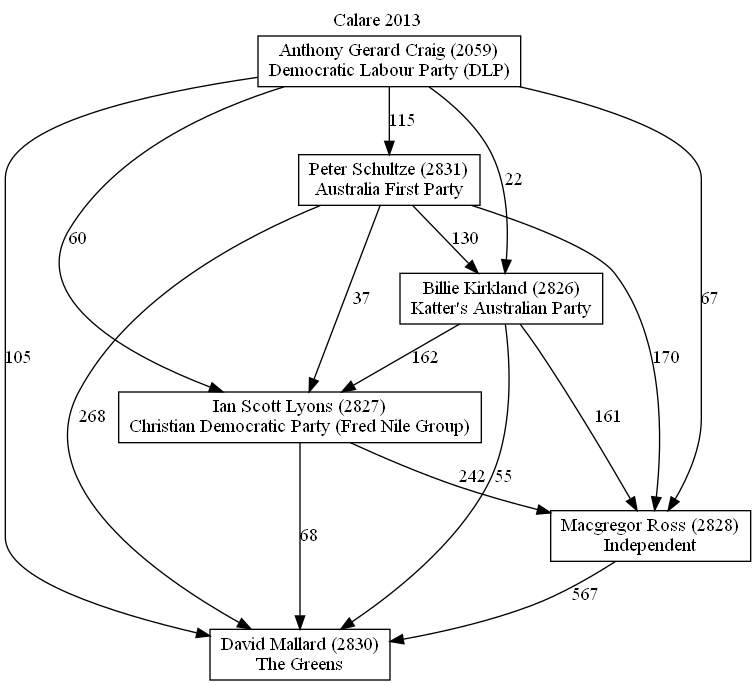 Calare 2013
Anthony Gerard Craig (2059)
Democratic Labour Party (DLP)
115
Peter Schultze (2831)
Australia First Party
22
60
130
Billie Kirkland (2826)
Katter's Australian Party
37
67
105
162
170
Ian Scott Lyons (2827)
Christian Democratic Party (Fred Nile Group)
268
161
242
55
Macgregor Ross (2828)
Independent
68
567
David Mallard (2830)
The Greens